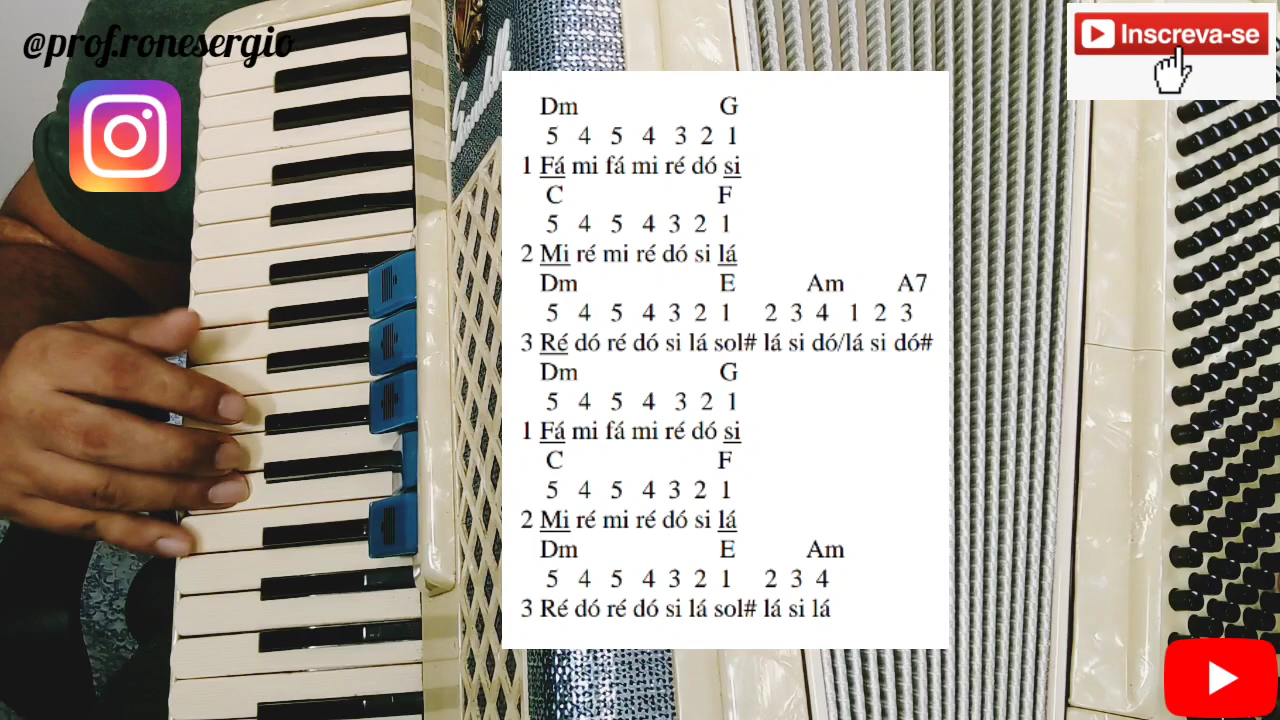 @prof.ronesergio
Inscreva-se
Dm G
5 4 5 4 3 2 1
1 Fá mi fá mi ré dó si
C F
5 4 5 4 3 2 1
2 Mi ré mi ré dó si lá
Dm E Am A7
5 4 5 4 3 2 1 2 3 4 1 2 3
3 Ré dó ré dó si lá sol# lá si dó/lá si dó#
Dm G
5 4 5 4 3 2 1
1 Fá mi fá mi ré dó si
C F
5 4 5 4 3 2 1
2 Mi ré mi ré dó si lá
Dm E Am
5 4 5 4 3 2 1 2 3 4
3 Ré dó ré dó si lá sol# lá si lá